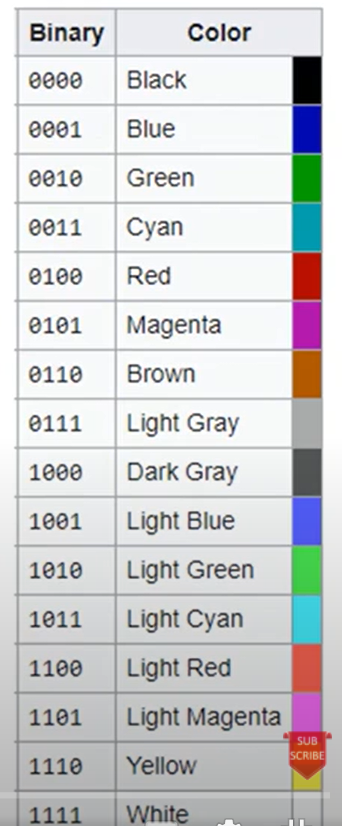 Binary Color
0000 Black
0001 Blue
0010 Green
0011 Cyan
0100 Red
0101 Magenta
0110 Brown
0111 Light Gray
1000 Dark Gray
1001 Light Blue
1010 Light Green
1011 Light Cyan
1100 Light Red
1101 Light Magenta
SUB
SCRIBE
1110 Yellow
1111 White